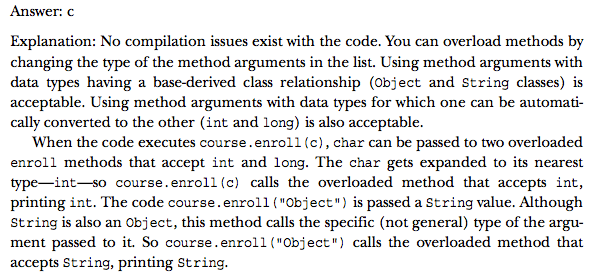 Answer: c
Explanation: No compilation issues exist with the code. You can overload methods by
changing the type of the method arguments in the list. Using method arguments with
data types having a base-derived class relationship (Object and String classes) is
acceptable. Using method arguments with data types for which one can be automati-
cally converted to the other (int and long) is also acceptable.
When the code executes course.enroll(c), char can be passed to two overloaded
enroll methods that accept int and long. The char gets expanded to its nearest
type—int—so course.enroll(c) calls the overloaded method that accepts int,
printing int. The code course.enroll("Object") is passed a String value. Although
String is also an Object, this method calls the specific (not general) type of the argu-
ment passed to it. So course.enroll("Object") calls the overloaded method that
accepts String, printing String.